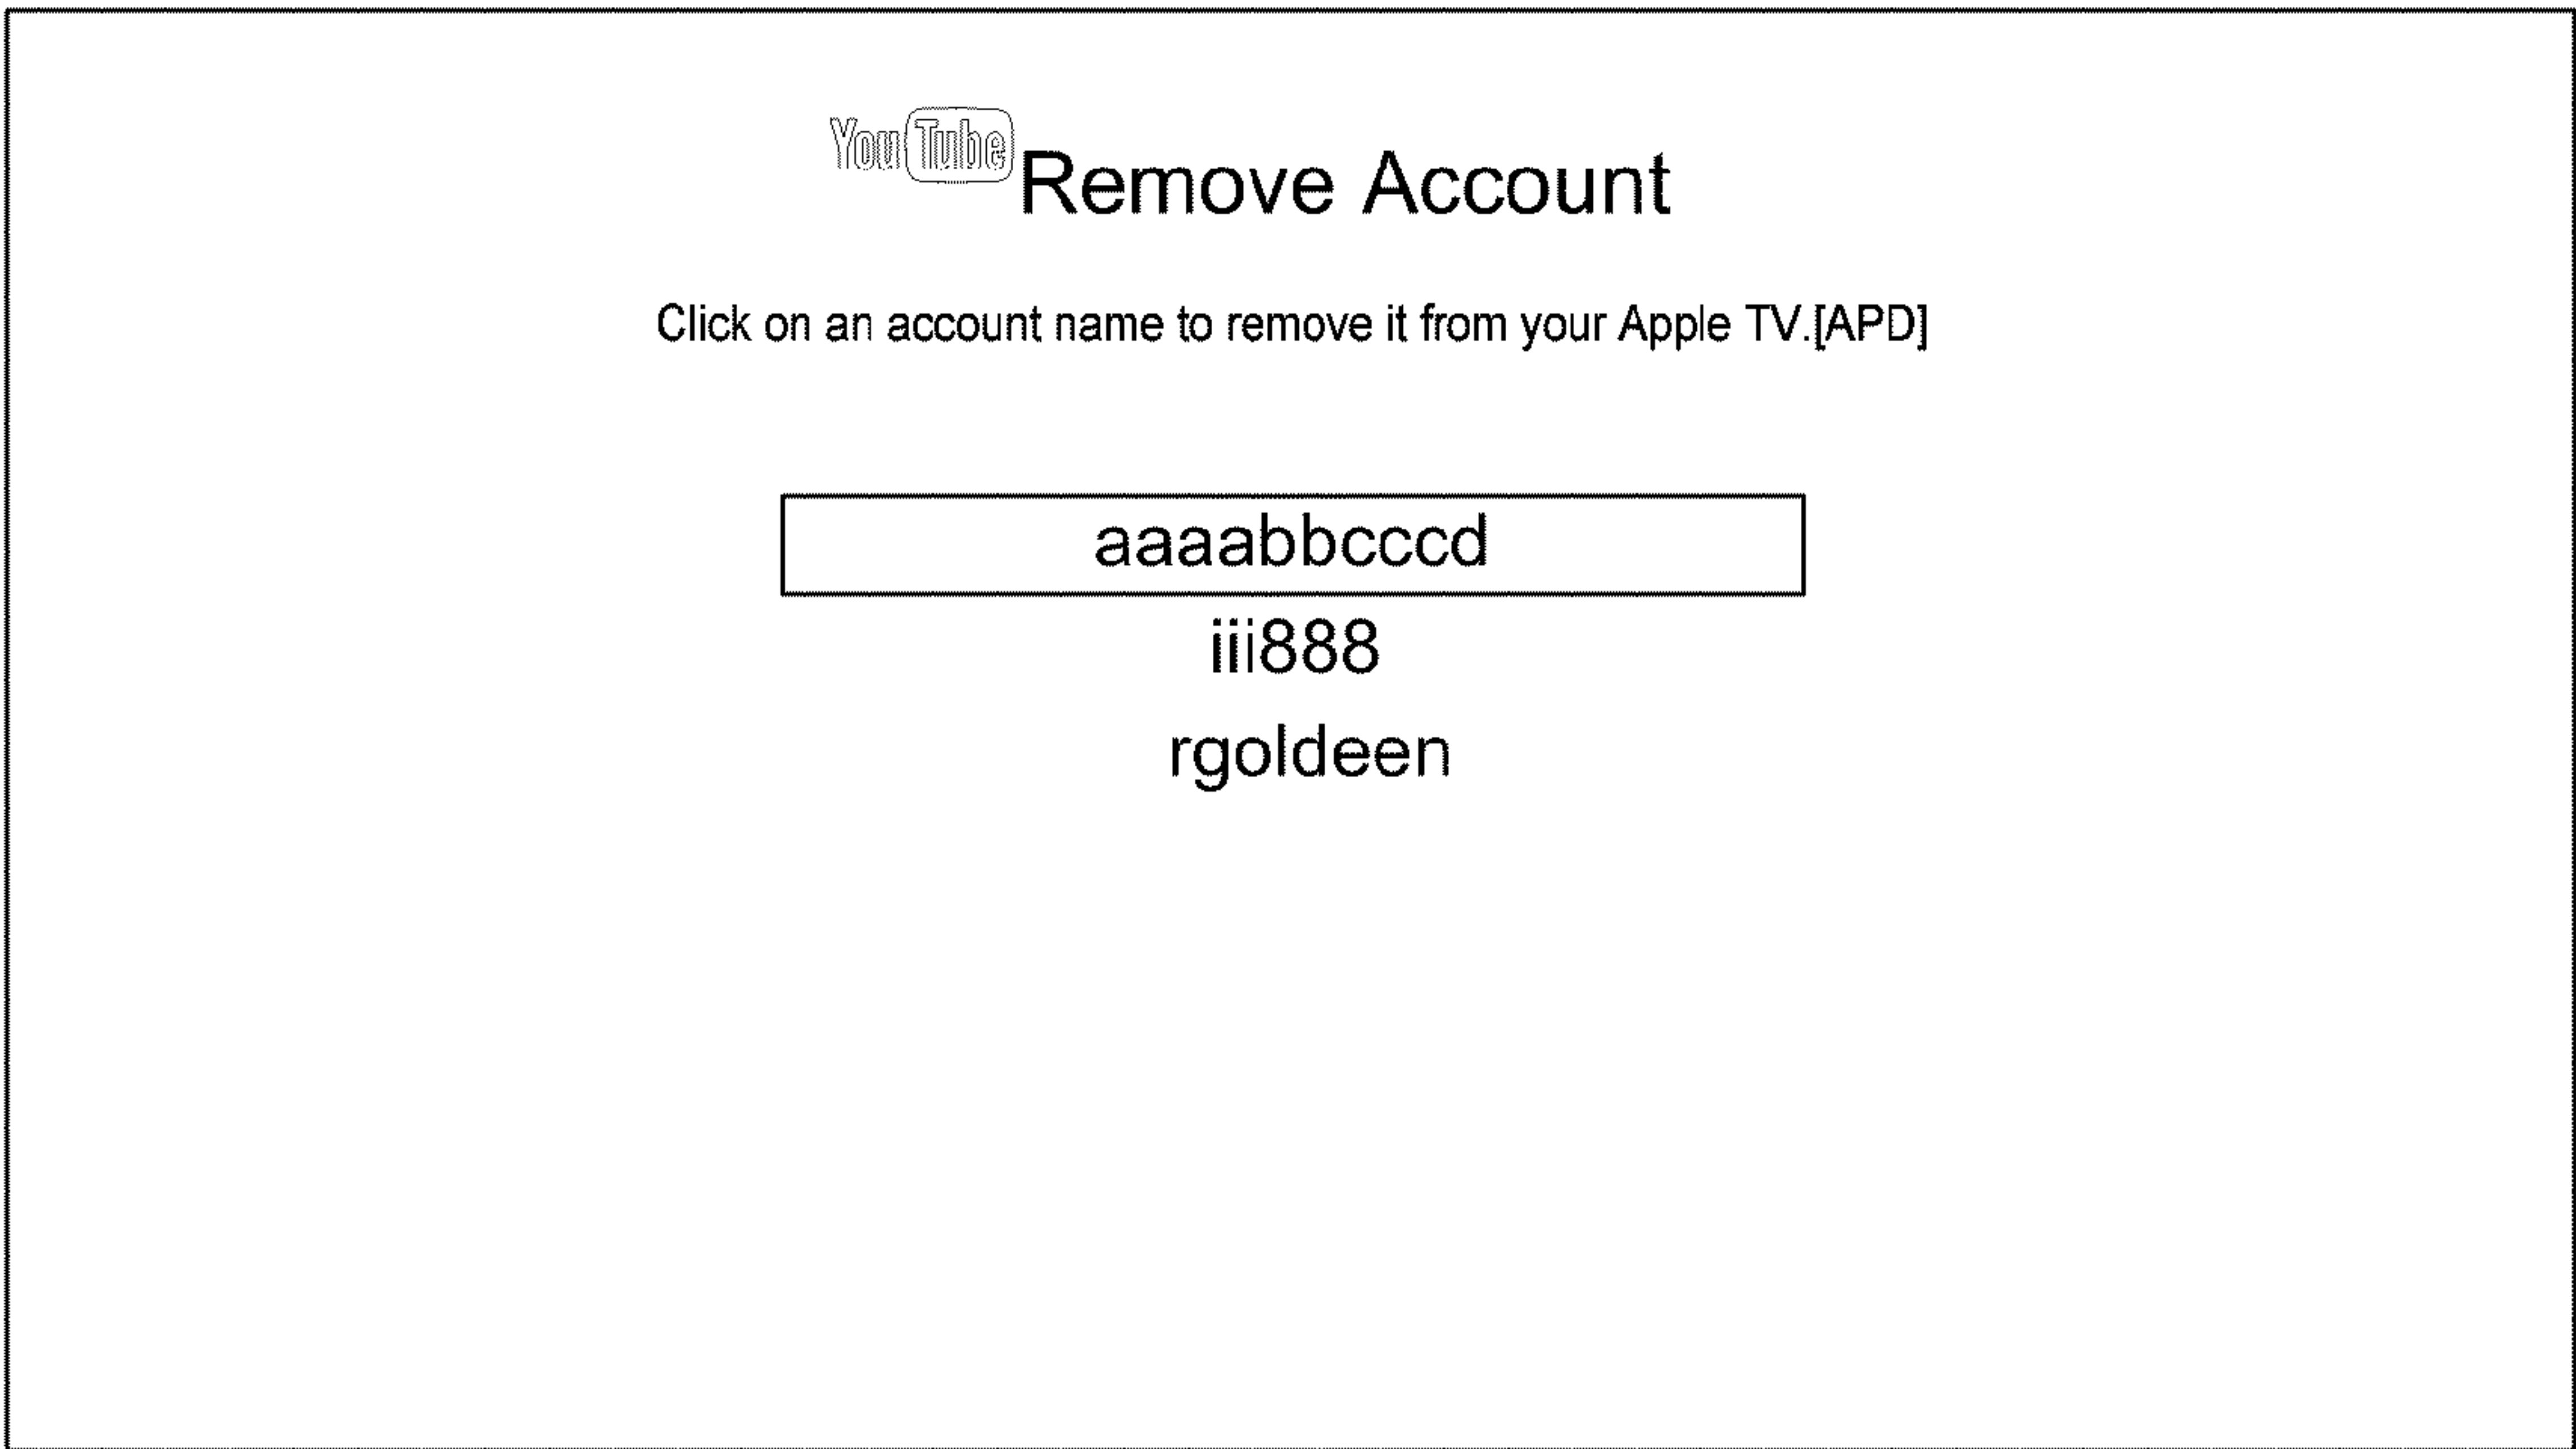 YouTube Remove Account
Click on an account name to remove it from your Apple TV.[APD]
aaaabbcccd
iii888
rgoldeen